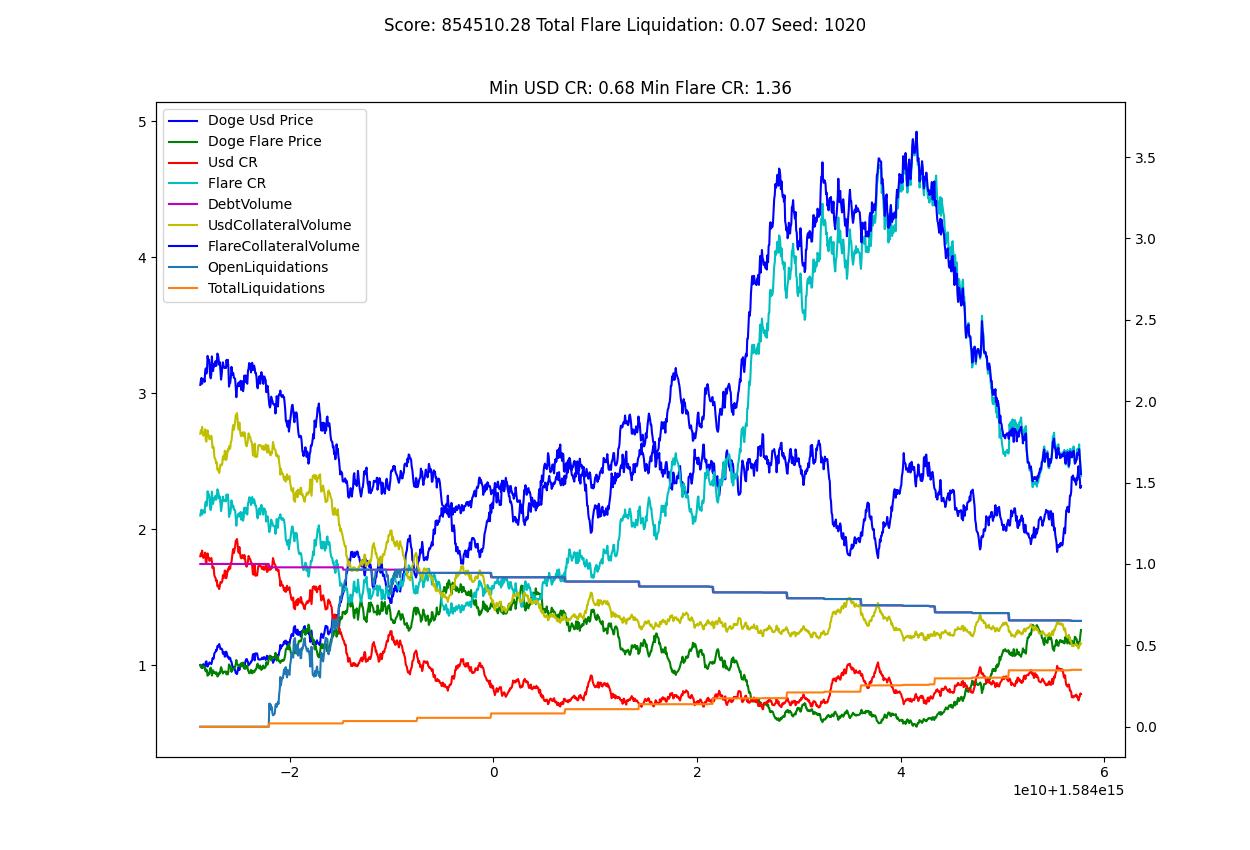 Score: 854510.28 Total Flare Liquidation: 0.07 Seed: 1020
Min USD CR: 0.68 Min Flare CR: 1.36
Doge Usd Price
Doge Flare Price
Usd CR
Flare CR
DebtVolume
UsdCollateralVolume
FlareCollateralVolume
OpenLiquidations
TotalLiquidations
5
4
3
2
1
3.5
3.0
2.5
2.0
1.5
1.0
0.5
0.0
−2
0
2
4
6
1e10+1.584e15